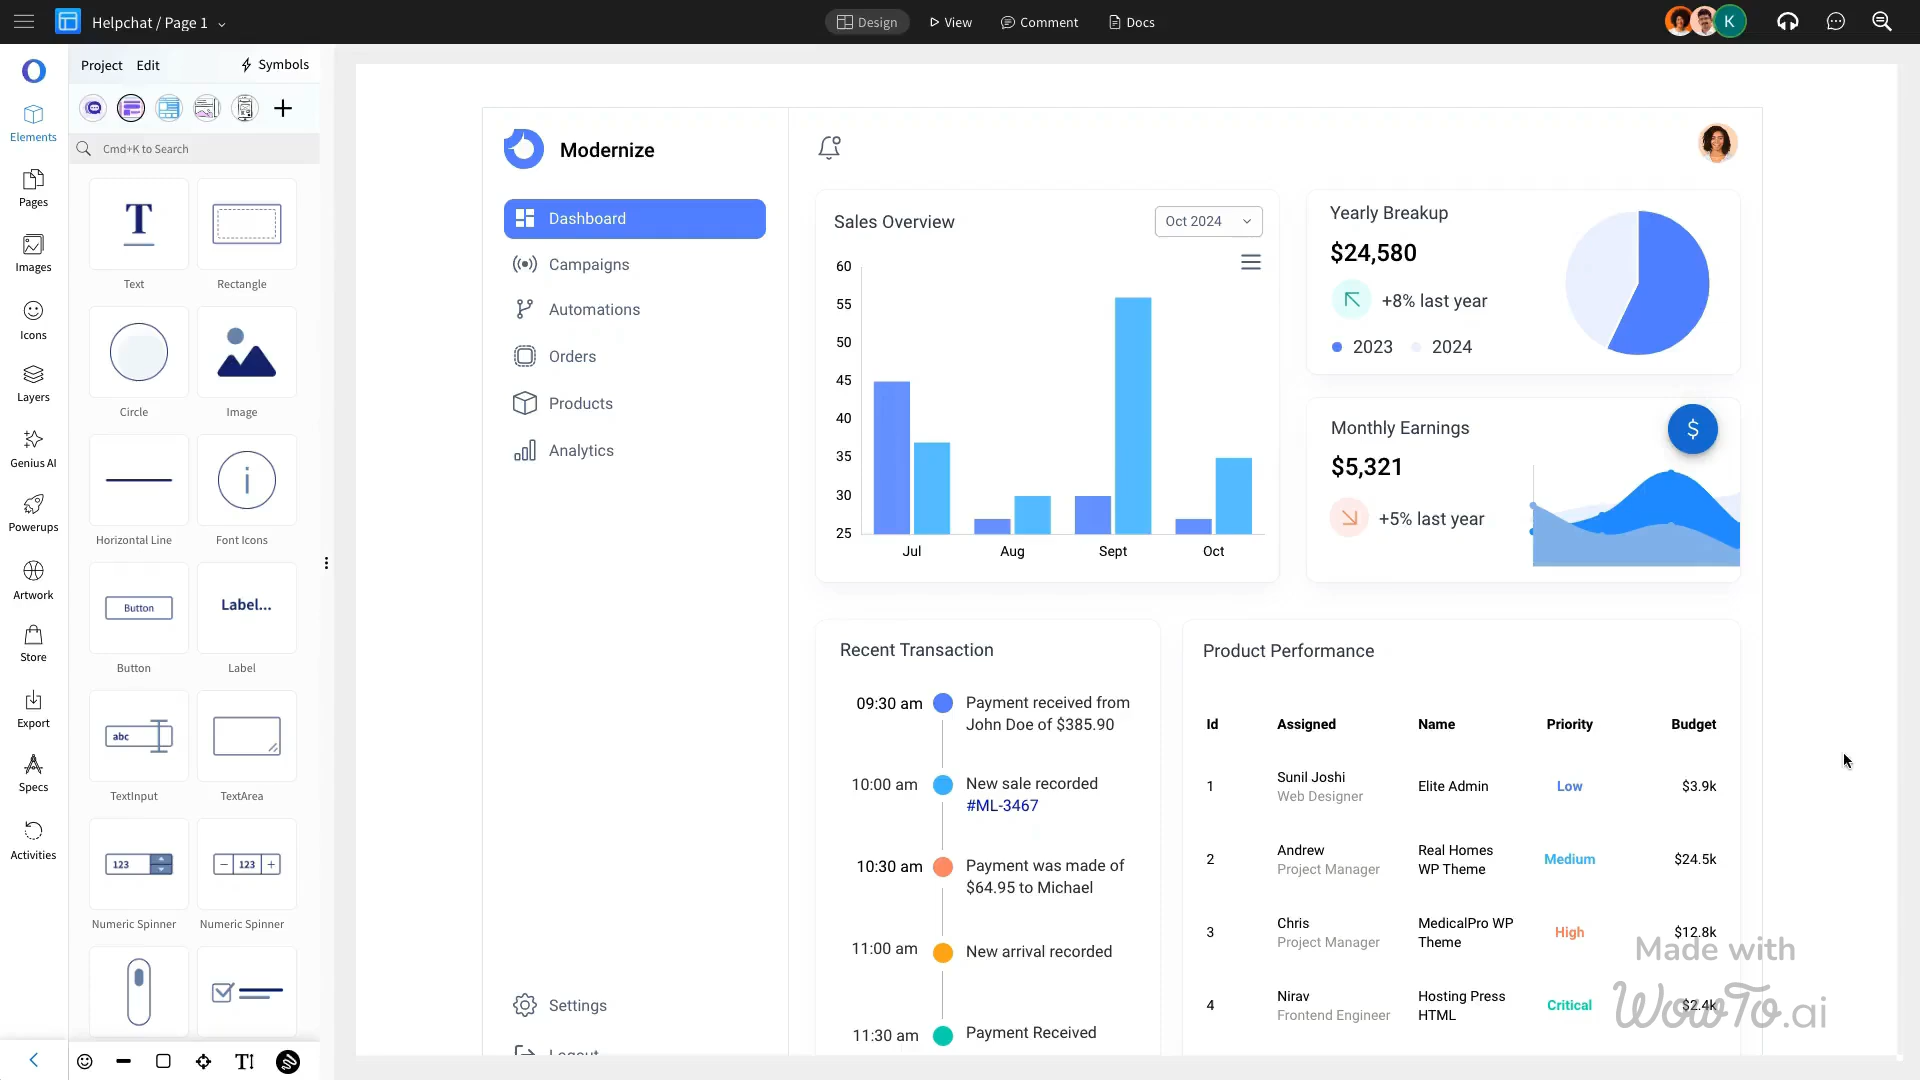 Helpchat / Page 1
Design
View
Comment
Docs
K
Project
Edit
Symbols
Cmd+K to Search
Elements
Pages
Images
Icons
Layers
Genius AI
Powerups
Artwork
Store
Export
Specs
Activities
T
Text
Rectangle
Circle
Image
Horizontal Line
Font Icons
Button
Button
Label...
Label
abc
TextInput
TextArea
123
Numeric Spinner
123
Numeric Spinner
Modernize
Dashboard
Campaigns
Automations
Orders
Products
Analytics
Settings
Logout
Sales Overview
Oct 2024
60
55
50
45
40
35
30
25
Jul
Aug
Sept
Oct
Yearly Breakup
$24,580
+8% last year
2023
2024
Monthly Earnings
$
$5,321
+5% last year
Recent Transaction
09:30 am
Payment received from
John Doe of $385.90
10:00 am
New sale recorded
#ML-3467
10:30 am
Payment was made of
$64.95 to Michael
11:00 am
New arrival recorded
11:30 am
Payment Received
Product Performance
Id Assigned Name Priority Budget
1 Sunil Joshi Elite Admin Low $3.9k
Web Designer
2 Andrew Real Homes Medium $24.5k
Project Manager WP Theme
3 Chris MedicalPro WP High $12.8k
Project Manager Theme
4 Nirav Hosting Press Critical $2.4k
Frontend Engineer HTML
Made with
WowTo.ai